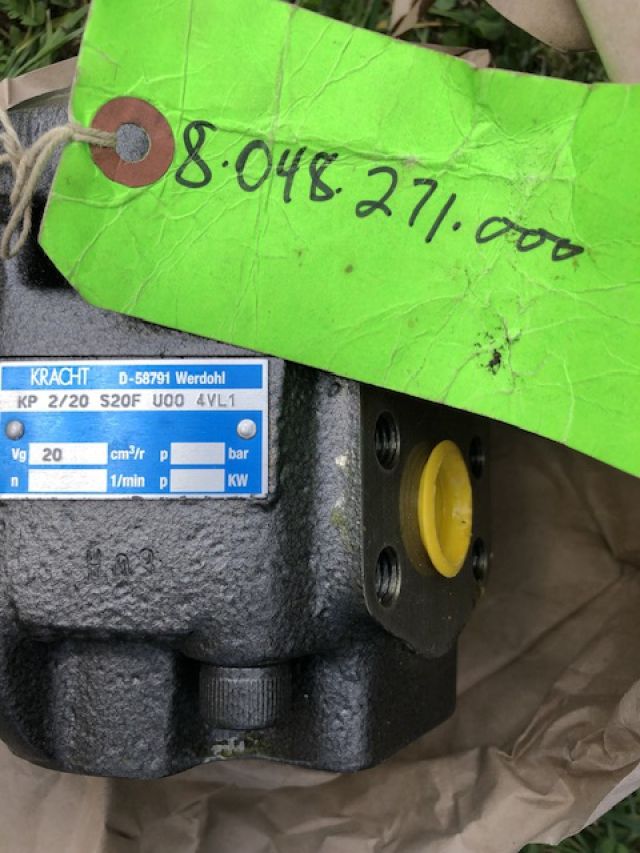 8.048.271.000
KRACHT D-58791 Werdohl
KP 2/20 S20F U00 4VL1
Vg 20 cm³/r p bar
n 1/min p KW